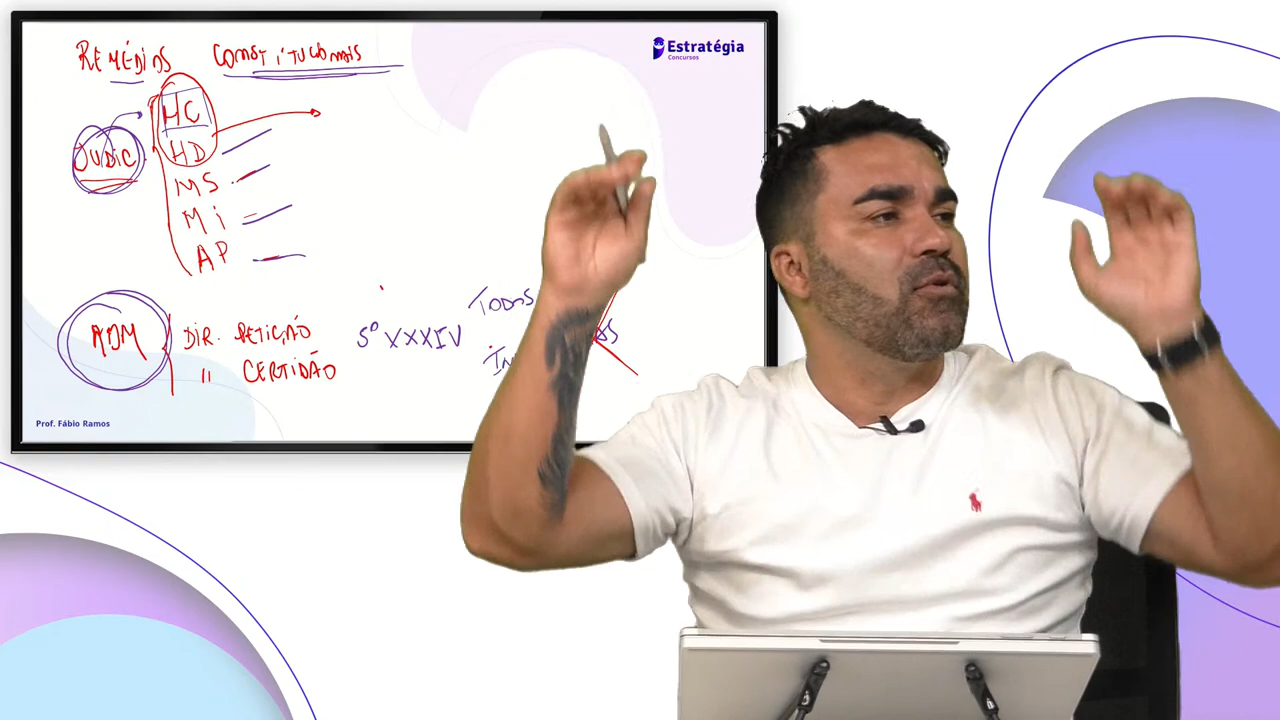 REMÉDIOS CONSTITUCIONAIS
Estratégia
Concursos
JUDIC
HC
HD
MS
Mi
AP
ADM
DIR. PETIÇÃO
" CERTIDÃO
5º XXXIV
TODOS
AS
Prof. Fábio Ramos